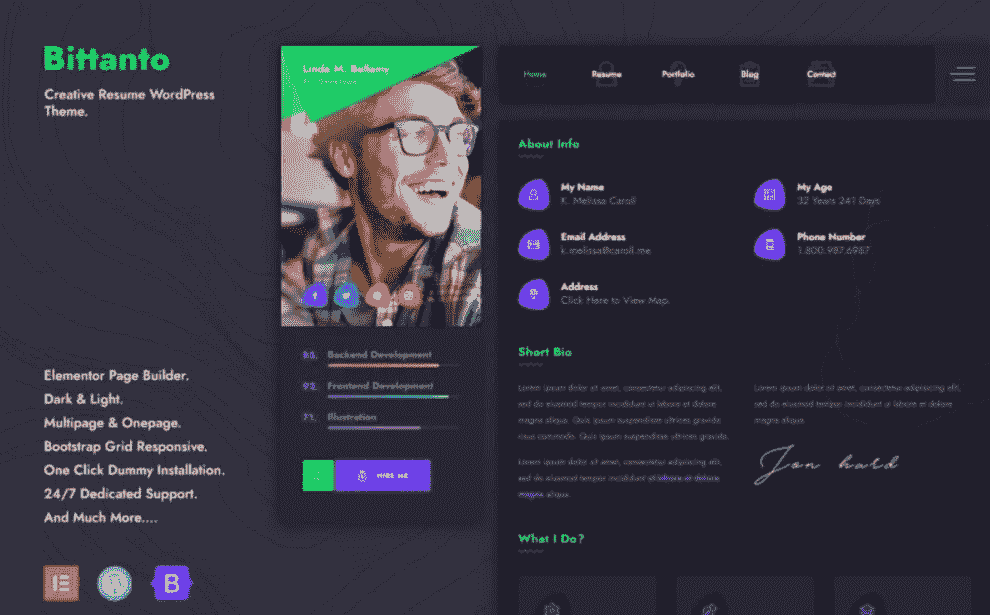 Bittanto
Creative Resume WordPress
Theme.
Elementor Page Builder.
Dark & Light.
Multipage & Onepage.
Bootstrap Grid Responsive.
One Click Dummy Installation.
24/7 Dedicated Support.
And Much More....
B
Linda M. Bellamy
85. Backend Development
95. Frontend Development
71. Illustration
HIRE ME
Home Resume Portfolio Blog Contact
About Info
My Name
K. Melissa Caroll
My Age
32 Years 241 Days
Email Address
k.melissa@caroll.me
Phone Number
1.800.987.6987
Address
Click Here to View Map.
Short Bio
Lorem ipsum dolor sit amet, consectetur adipiscing elit,
sed do eiusmod tempor incididunt ut labore et dolore
magna aliqua. Quis ipsum suspendisse ultrices gravida
risus commodo. Quis ipsum suspendisse ultrices gravida.
Lorem ipsum dolor sit amet, consectetur adipiscing elit,
sed do eiusmod tempor incididunt ut labore et dolore
magna aliqua.
Lorem ipsum dolor sit amet, consectetur adipiscing elit,
sed do eiusmod tempor incididunt ut labore et dolore
magna aliqua.
Jon hard
What I Do?